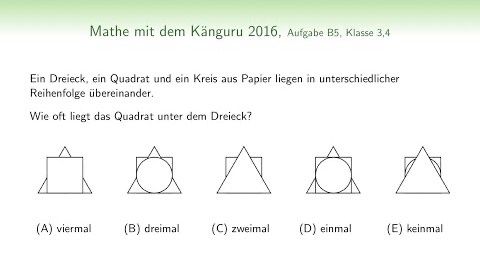 Mathe mit dem Känguru 2016, Aufgabe B5, Klasse 3,4
Ein Dreieck, ein Quadrat und ein Kreis aus Papier liegen in unterschiedlicher
Reihenfolge übereinander.
Wie oft liegt das Quadrat unter dem Dreieck?
(A) viermal (B) dreimal (C) zweimal (D) einmal (E) keinmal